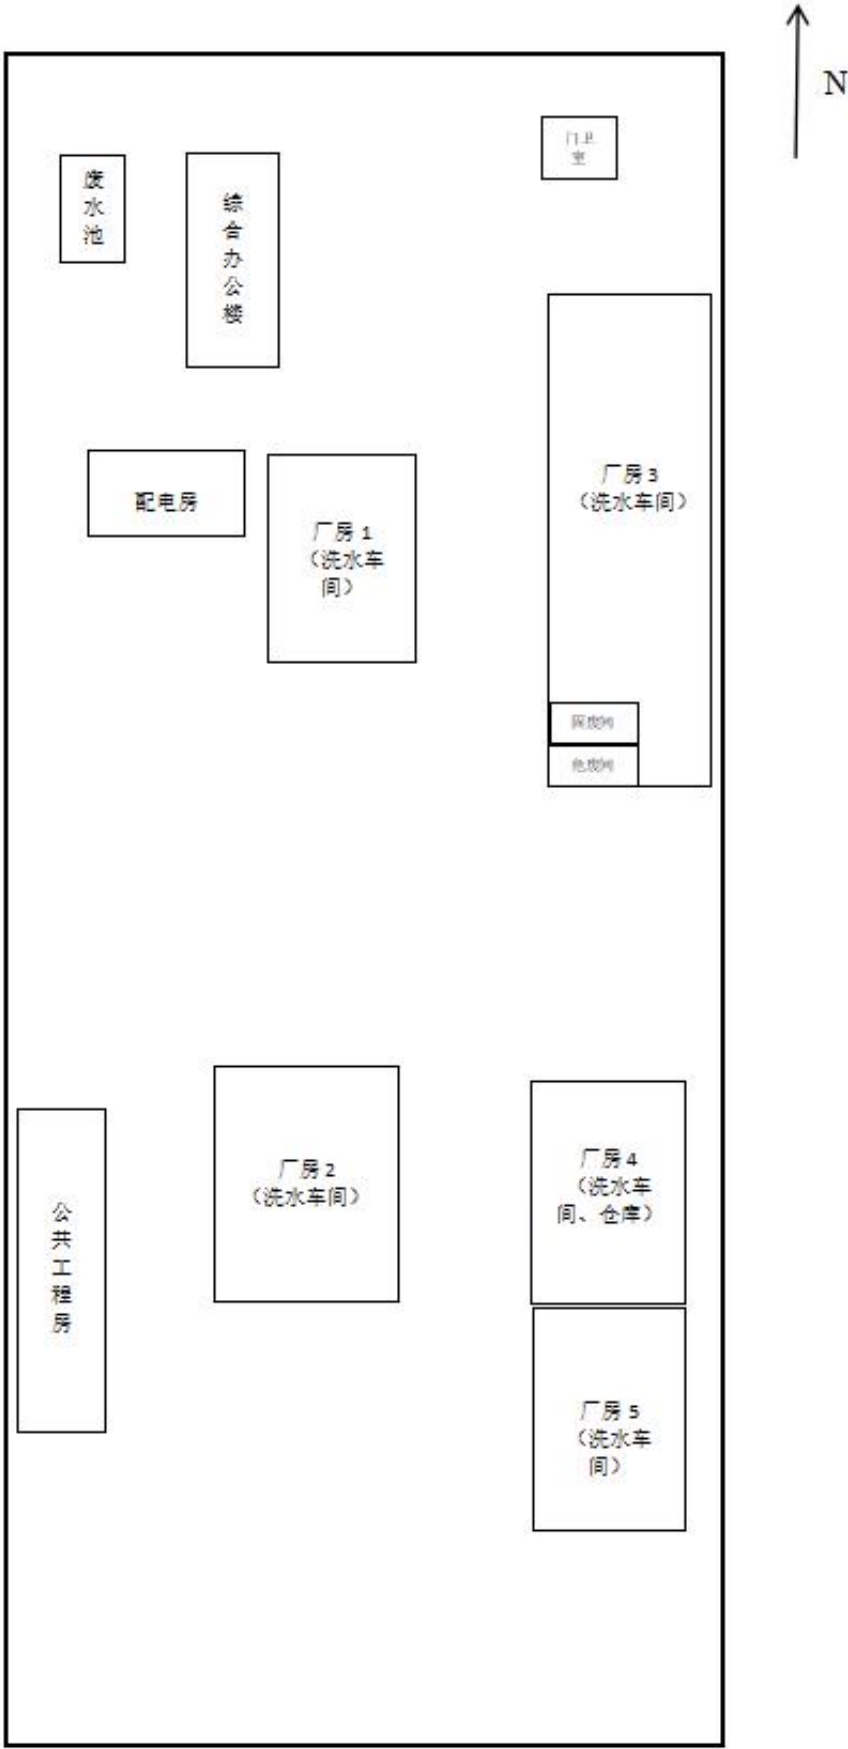 N
门卫
室
废
水
池
综
合
办
公
楼
厂房 3
（洗水车间）
配电房
厂房 1
（洗水车
间）
固废间
危废间
厂房 2
（洗水车间）
厂房 4
（洗水车
间、仓库）
公
共
工
程
房
厂房 5
（洗水车
间）